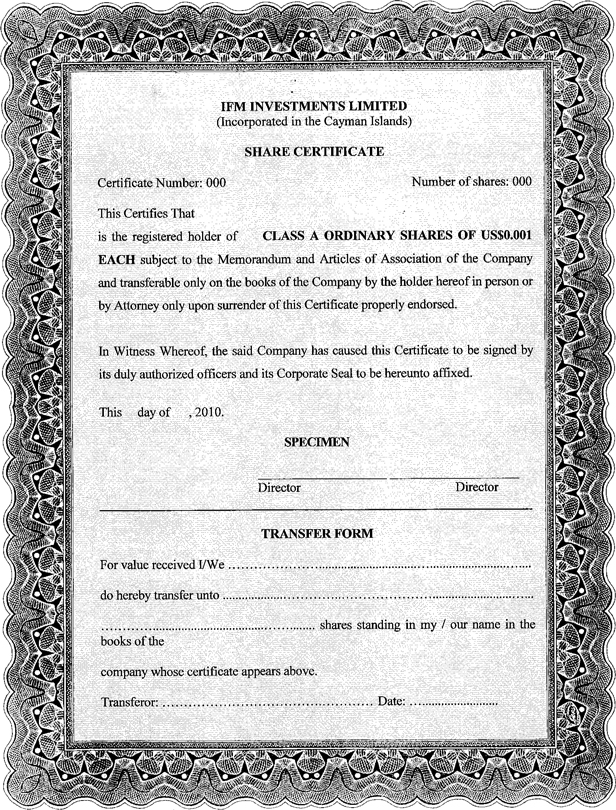 IFM INVESTMENTS LIMITED
(Incorporated in the Cayman Islands)
SHARE CERTIFICATE
Certificate Number: 000 Number of shares: 000
This Certifies That
is the registered holder of CLASS A ORDINARY SHARES OF US$0.001
EACH subject to the Memorandum and Articles of Association of the Company
and transferable only on the books of the Company by the holder hereof in person or
by Attorney only upon surrender of this Certificate properly endorsed.
In Witness Whereof, the said Company has caused this Certificate to be signed by
its duly authorized officers and its Corporate Seal to be hereunto affixed.
This day of , 2010.
SPECIMEN
Director Director
TRANSFER FORM
For value received I/We ........................................
do hereby transfer unto ........................................
........................................ shares standing in my / our name in the
books of the
company whose certificate appears above.
Transferor: ........................................ Date: ........................